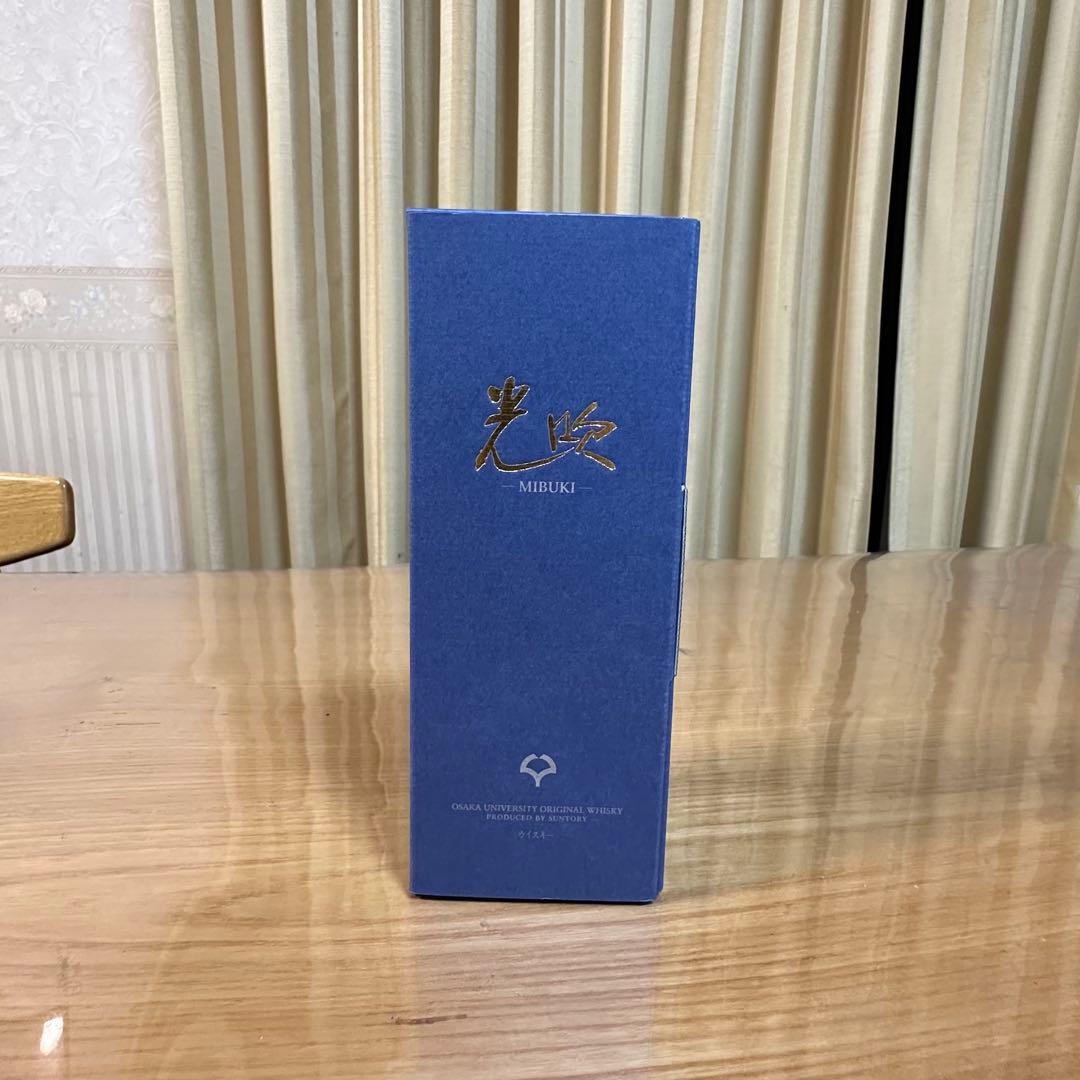 光吹
— MIBUKI —
OSAKA UNIVERSITY ORIGINAL WHISKY
PRODUCED BY SUNTORY
ウイスキー